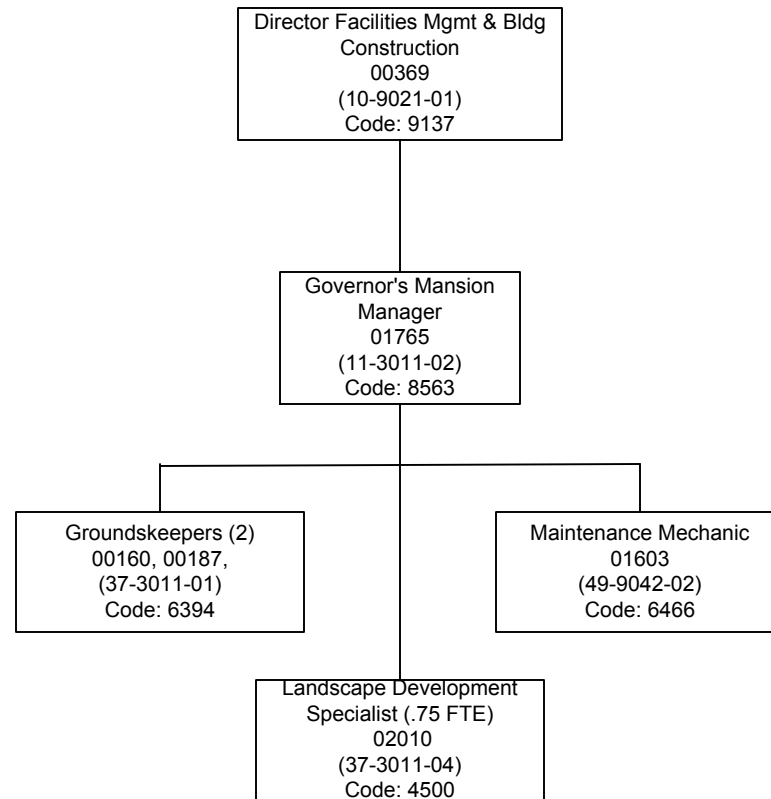 Director Facilities Mgmt & Bldg
Construction
00369
(10-9021-01)
Code: 9137
Governor's Mansion
Manager
01765
(11-3011-02)
Code: 8563
Groundskeepers (2)
00160, 00187,
(37-3011-01)
Code: 6394
Maintenance Mechanic
01603
(49-9042-02)
Code: 6466
Landscape Development
Specialist (.75 FTE)
02010
(37-3011-04)
Code: 4500